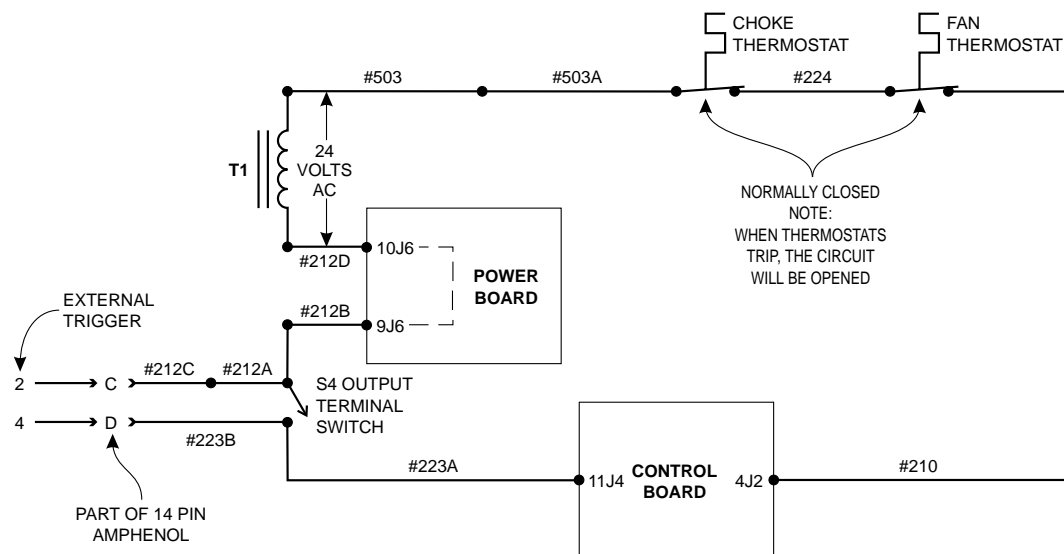 CHOKE
THERMOSTAT
FAN
THERMOSTAT
#503
#503A
#224
T1
24
VOLTS
AC
NORMALLY CLOSED
NOTE:
WHEN THERMOSTATS
TRIP, THE CIRCUIT
WILL BE OPENED
#212D
10J6
POWER
BOARD
#212B
9J6
EXTERNAL
TRIGGER
2
C
#212C
#212A
S4 OUTPUT
TERMINAL
SWITCH
4
D
#223B
#223A
11J4
CONTROL
BOARD
4J2
#210
PART OF 14 PIN
AMPHENOL